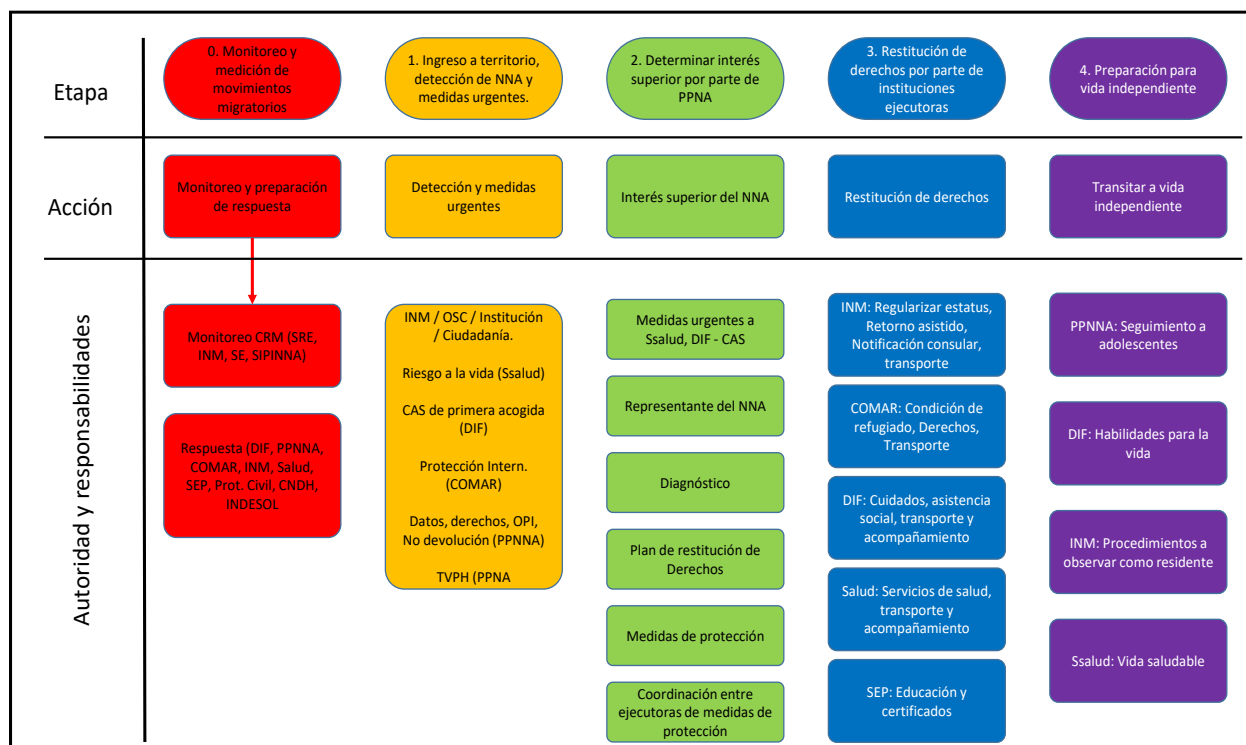 Etapa
0. Monitoreo y
medición de
movimientos
migratorios
1. Ingreso a territorio,
detección de NNA y
medidas urgentes.
2. Determinar interés
superior por parte de
PPNA
3. Restitución de
derechos por parte de
instituciones
ejecutoras
4. Preparación para
vida independiente
Acción
Monitoreo y preparación
de respuesta
Detección y medidas
urgentes
Interés superior del NNA
Restitución de derechos
Transitar a vida
independiente
Autoridad y responsabilidades
Monitoreo CRM (SRE,
INM, SE, SIPINNA)
Respuesta (DIF, PPNNA,
COMAR, INM, Salud,
SEP, Prot. Civil, CNDH,
INDESOL
INM / OSC / Institución
/ Ciudadanía.
Riesgo a la vida (Ssalud)
CAS de primera acogida
(DIF)
Protección Intern.
(COMAR)
Datos, derechos, OPI,
No devolución (PPNNA)
TVPH (PPNA
Medidas urgentes a
Ssalud, DIF - CAS
Representante del NNA
Diagnóstico
Plan de restitución de
Derechos
Medidas de protección
Coordinación entre
ejecutoras de medidas de
protección
INM: Regularizar estatus,
Retorno asistido,
Notificación consular,
transporte
COMAR: Condición de
refugiado, Derechos,
Transporte
DIF: Cuidados, asistencia
social, transporte y
acompañamiento
Salud: Servicios de salud,
transporte y
acompañamiento
SEP: Educación y
certificados
PPNNA: Seguimiento a
adolescentes
DIF: Habilidades para la
vida
INM: Procedimientos a
observar como residente
Ssalud: Vida saludable